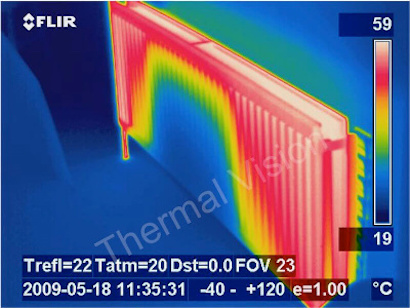 FLIR
59
Thermal Vision
19
Trefl=22 Tatm=20 Dst=0.0 FOV 23
2009-05-18 11:35:31 -40 - +120 e=1.00 °C